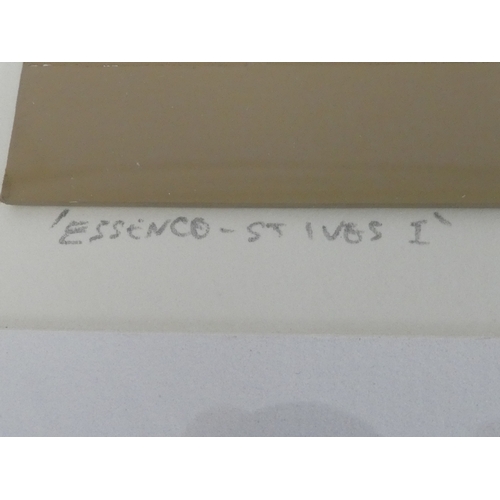 'ESSENCE - ST IVES I'